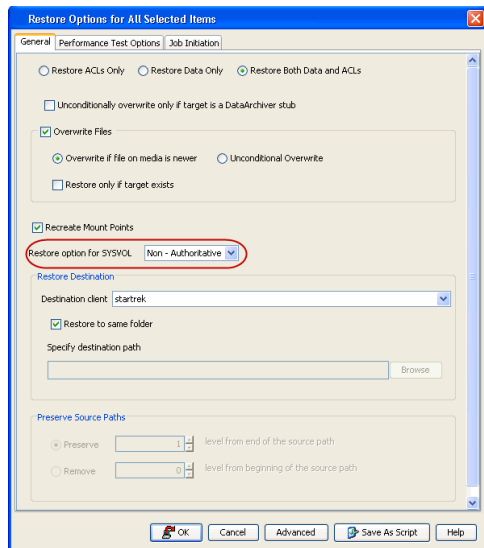 Restore Options for All Selected Items
General Performance Test Options Job Initiation
Restore ACLs Only Restore Data Only Restore Both Data and ACLs
Unconditionally overwrite only if target is a DataArchiver stub
Overwrite Files
Overwrite if file on media is newer Unconditional Overwrite
Restore only if target exists
Recreate Mount Points
Restore option for SYSVOL Non - Authoritative
Restore Destination
Destination client startrek
Restore to same folder
Specify destination path
Browse
Preserve Source Paths
Preserve 1 level from end of the source path
Remove 0 level from beginning of the source path
OK Cancel Advanced Save As Script Help